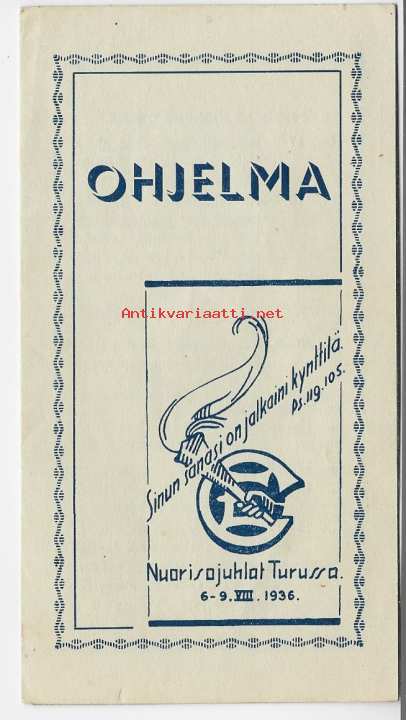 OHJELMA
Antikvariaatti.net
Sinun sanasi on jalkaini kynttilä.
Ps. 119.105.
Nuorisojuhlat Turussa.
6-9. VIII. 1936.